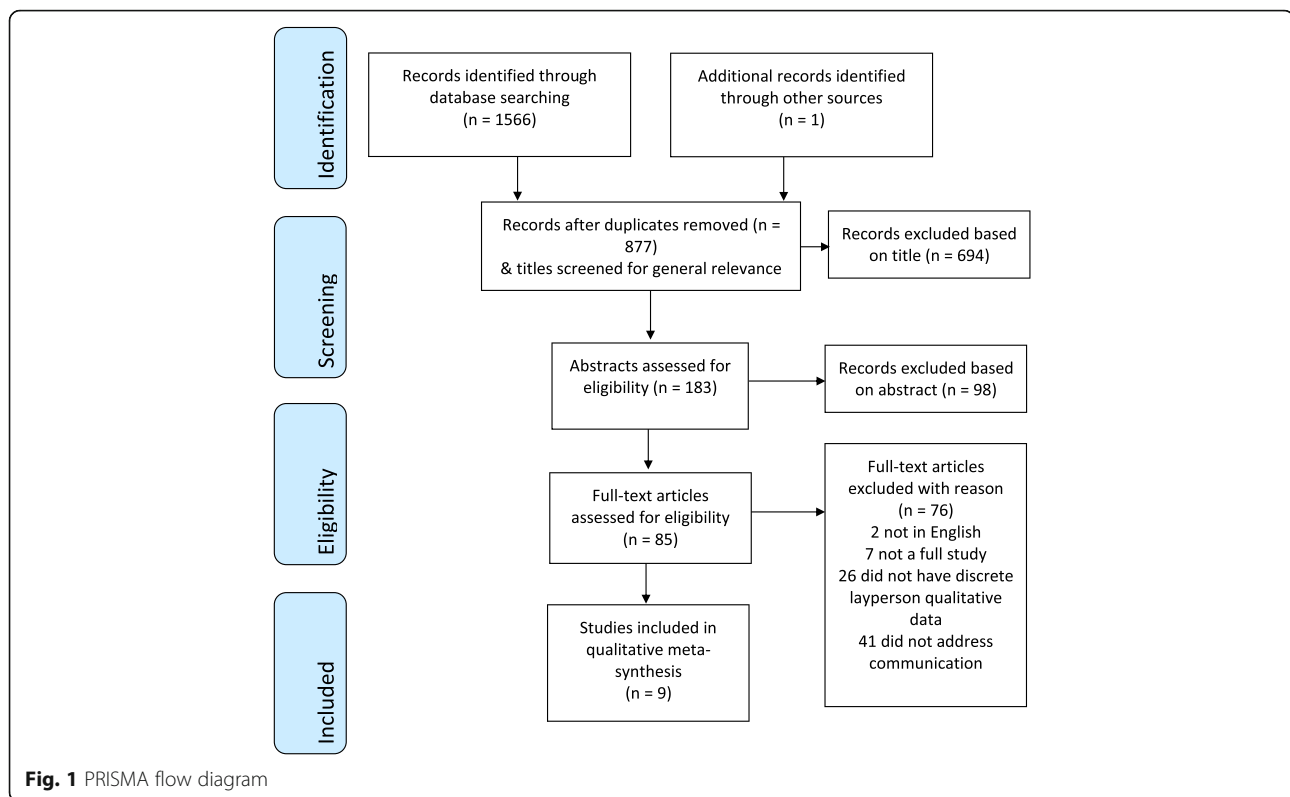 Identification
Records identified through
database searching
(n = 1566)
Additional records identified
through other sources
(n = 1)
Screening
Records after duplicates removed (n =
877)
& titles screened for general relevance
Records excluded based
on title (n = 694)
Abstracts assessed for
eligibility (n = 183)
Records excluded based
on abstract (n = 98)
Eligibility
Full-text articles
assessed for eligibility
(n = 85)
Full-text articles
excluded with reason
(n = 76)
2 not in English
7 not a full study
26 did not have discrete
layperson qualitative
data
41 did not address
communication
Included
Studies included in
qualitative meta-
synthesis
(n = 9)
Fig. 1 PRISMA flow diagram